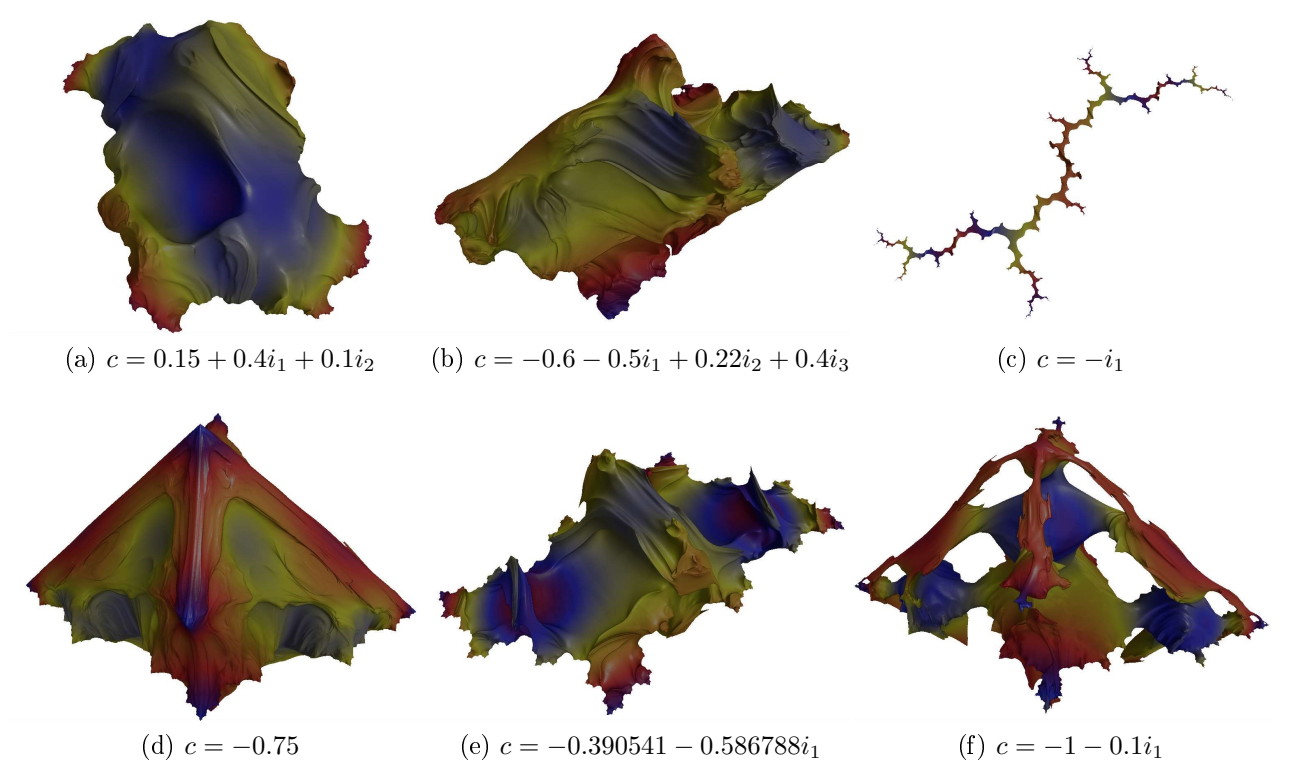 (a) c = 0.15 + 0.4i₁ + 0.1i₂
(b) c = −0.6 − 0.5i₁ + 0.22i₂ + 0.4i₃
(c) c = −i₁
(d) c = −0.75
(e) c = −0.390541 − 0.586788i₁
(f) c = −1 − 0.1i₁